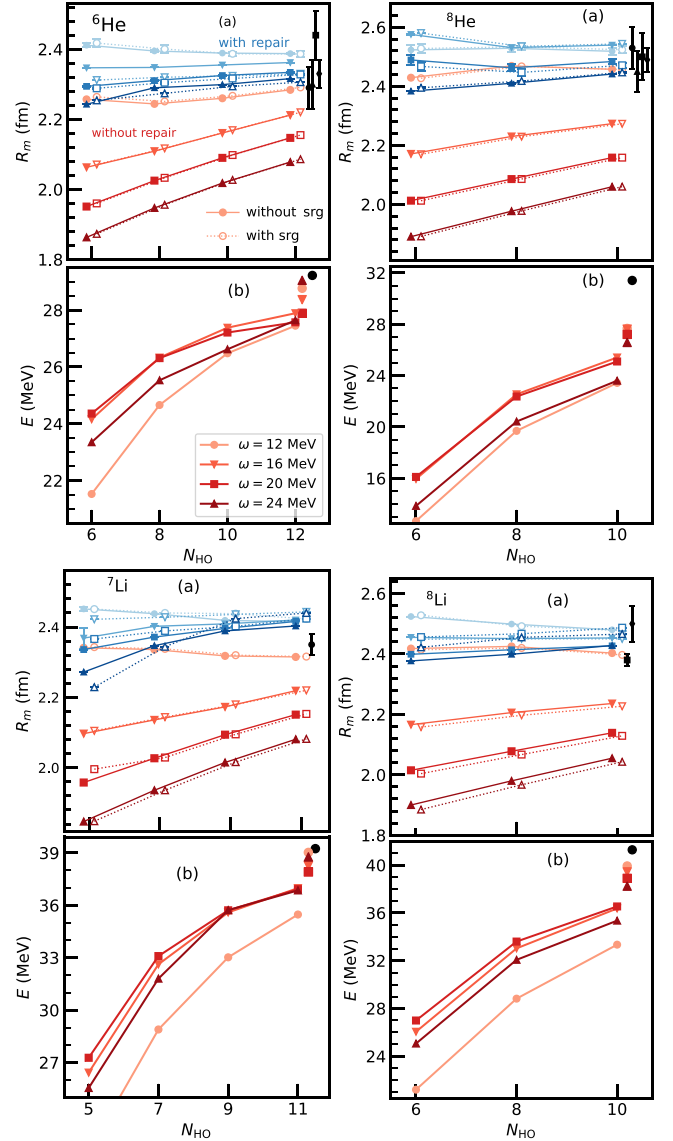 ⁶He (a)
with repair
without repair
without srg
with srg
R_m (fm)
2.4
2.2
2.0
1.8
(b)
E (MeV)
28
26
24
22
ω = 12 MeV
ω = 16 MeV
ω = 20 MeV
ω = 24 MeV
6 8 10 12
N_HO
⁸He (a)
R_m (fm)
2.6
2.4
2.2
2.0
(b)
E (MeV)
32
28
24
20
16
6 8 10
N_HO
⁷Li (a)
R_m (fm)
2.4
2.2
2.0
(b)
E (MeV)
39
36
33
30
27
5 7 9 11
N_HO
⁸Li (a)
R_m (fm)
2.6
2.4
2.2
2.0
1.8
(b)
E (MeV)
40
36
32
28
24
6 8 10
N_HO